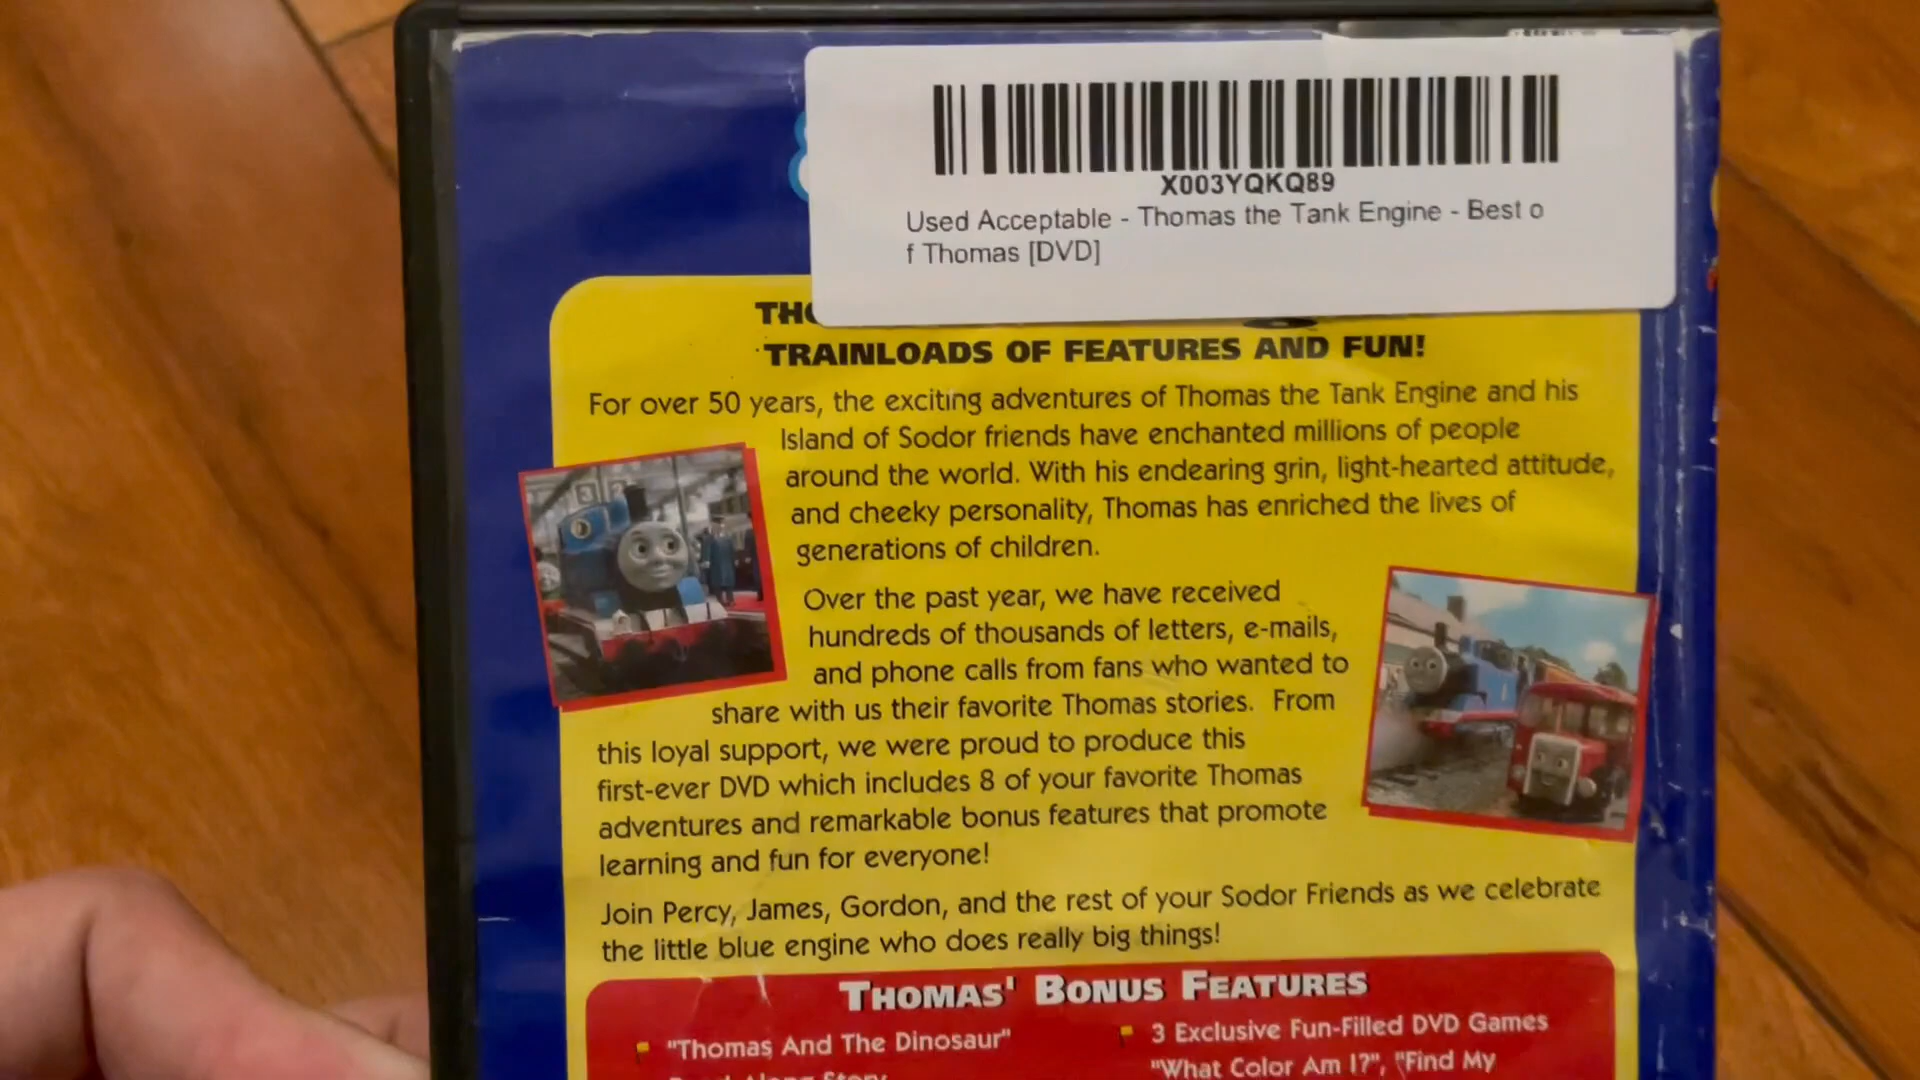 X003YQKQ89
Used Acceptable - Thomas the Tank Engine - Best o
f Thomas [DVD]
TRAINLOADS OF FEATURES AND FUN!
For over 50 years, the exciting adventures of Thomas the Tank Engine and his
Island of Sodor friends have enchanted millions of people
around the world. With his endearing grin, light-hearted attitude,
and cheeky personality, Thomas has enriched the lives of
generations of children.
Over the past year, we have received
hundreds of thousands of letters, e-mails,
and phone calls from fans who wanted to
share with us their favorite Thomas stories. From
this loyal support, we were proud to produce this
first-ever DVD which includes 8 of your favorite Thomas
adventures and remarkable bonus features that promote
learning and fun for everyone!
Join Percy, James, Gordon, and the rest of your Sodor Friends as we celebrate
the little blue engine who does really big things!
THOMAS' BONUS FEATURES
"Thomas And The Dinosaur"
3 Exclusive Fun-Filled DVD Games
"What Color Am I?", "Find My